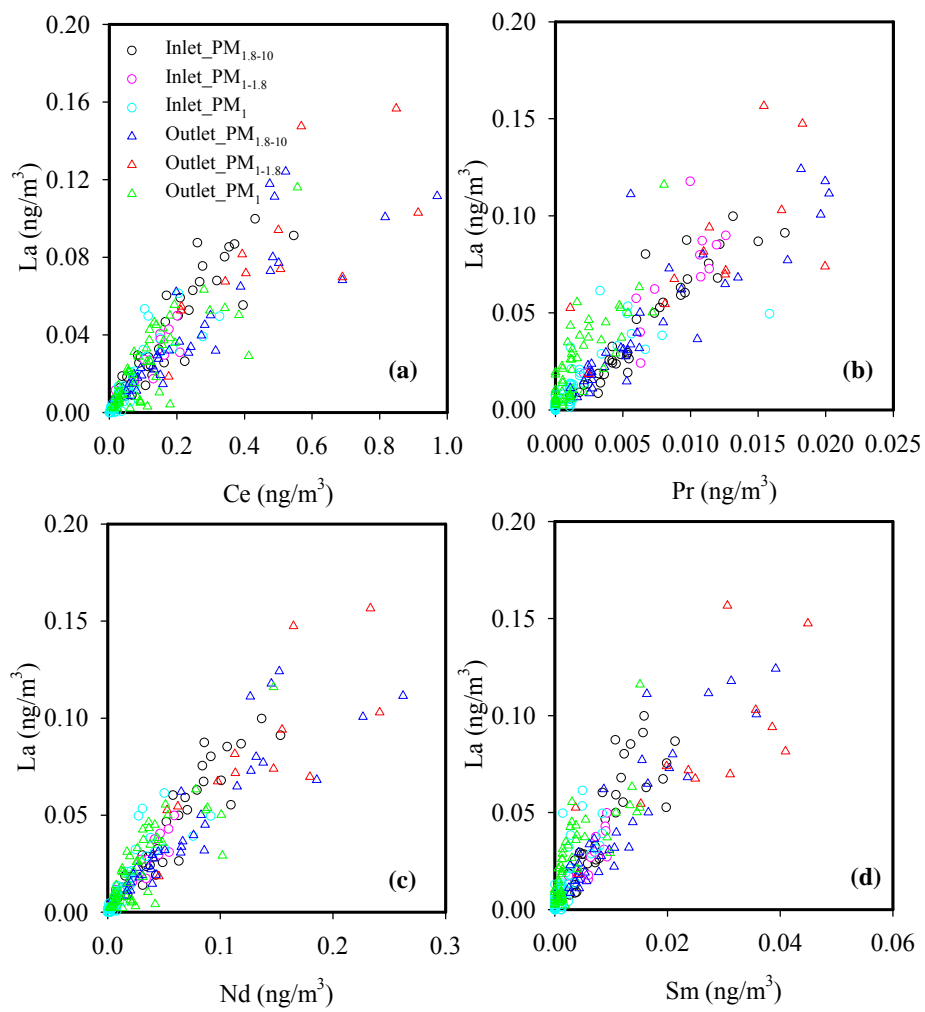 0.20
0.16
0.12
0.08
0.04
0.00
La (ng/m³)
Inlet_PM₁.₈₋₁₀
Inlet_PM₁₋₁.₈
Inlet_PM₁
Outlet_PM₁.₈₋₁₀
Outlet_PM₁₋₁.₈
Outlet_PM₁
(a)
0.0 0.2 0.4 0.6 0.8 1.0
Ce (ng/m³)
0.20
0.15
0.10
0.05
0.00
La (ng/m³)
(b)
0.000 0.005 0.010 0.015 0.020 0.025
Pr (ng/m³)
0.20
0.15
0.10
0.05
0.00
La (ng/m³)
(c)
0.0 0.1 0.2 0.3
Nd (ng/m³)
0.20
0.15
0.10
0.05
0.00
La (ng/m³)
(d)
0.00 0.02 0.04 0.06
Sm (ng/m³)